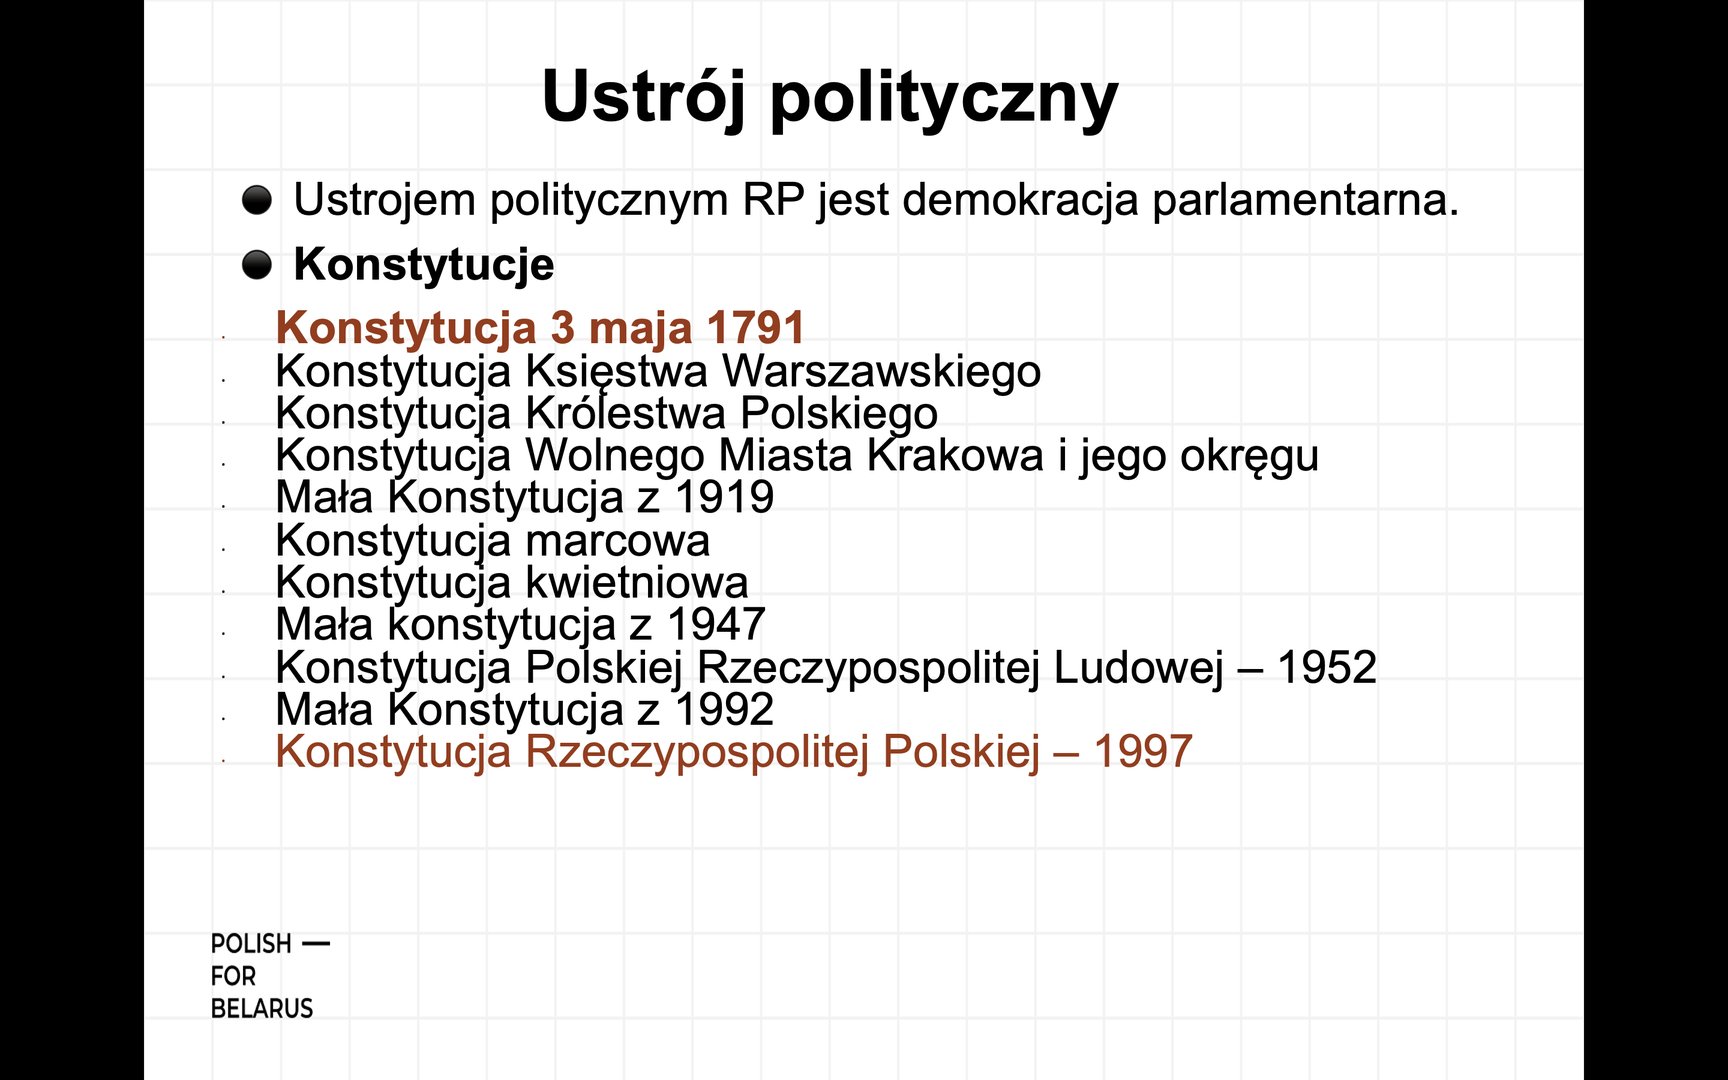 Ustrój polityczny
Ustrojem politycznym RP jest demokracja parlamentarna.
Konstytucje
Konstytucja 3 maja 1791
Konstytucja Księstwa Warszawskiego
Konstytucja Królestwa Polskiego
Konstytucja Wolnego Miasta Krakowa i jego okręgu
Mała Konstytucja z 1919
Konstytucja marcowa
Konstytucja kwietniowa
Mała konstytucja z 1947
Konstytucja Polskiej Rzeczypospolitej Ludowej – 1952
Mała Konstytucja z 1992
Konstytucja Rzeczypospolitej Polskiej – 1997
POLISH —
FOR
BELARUS